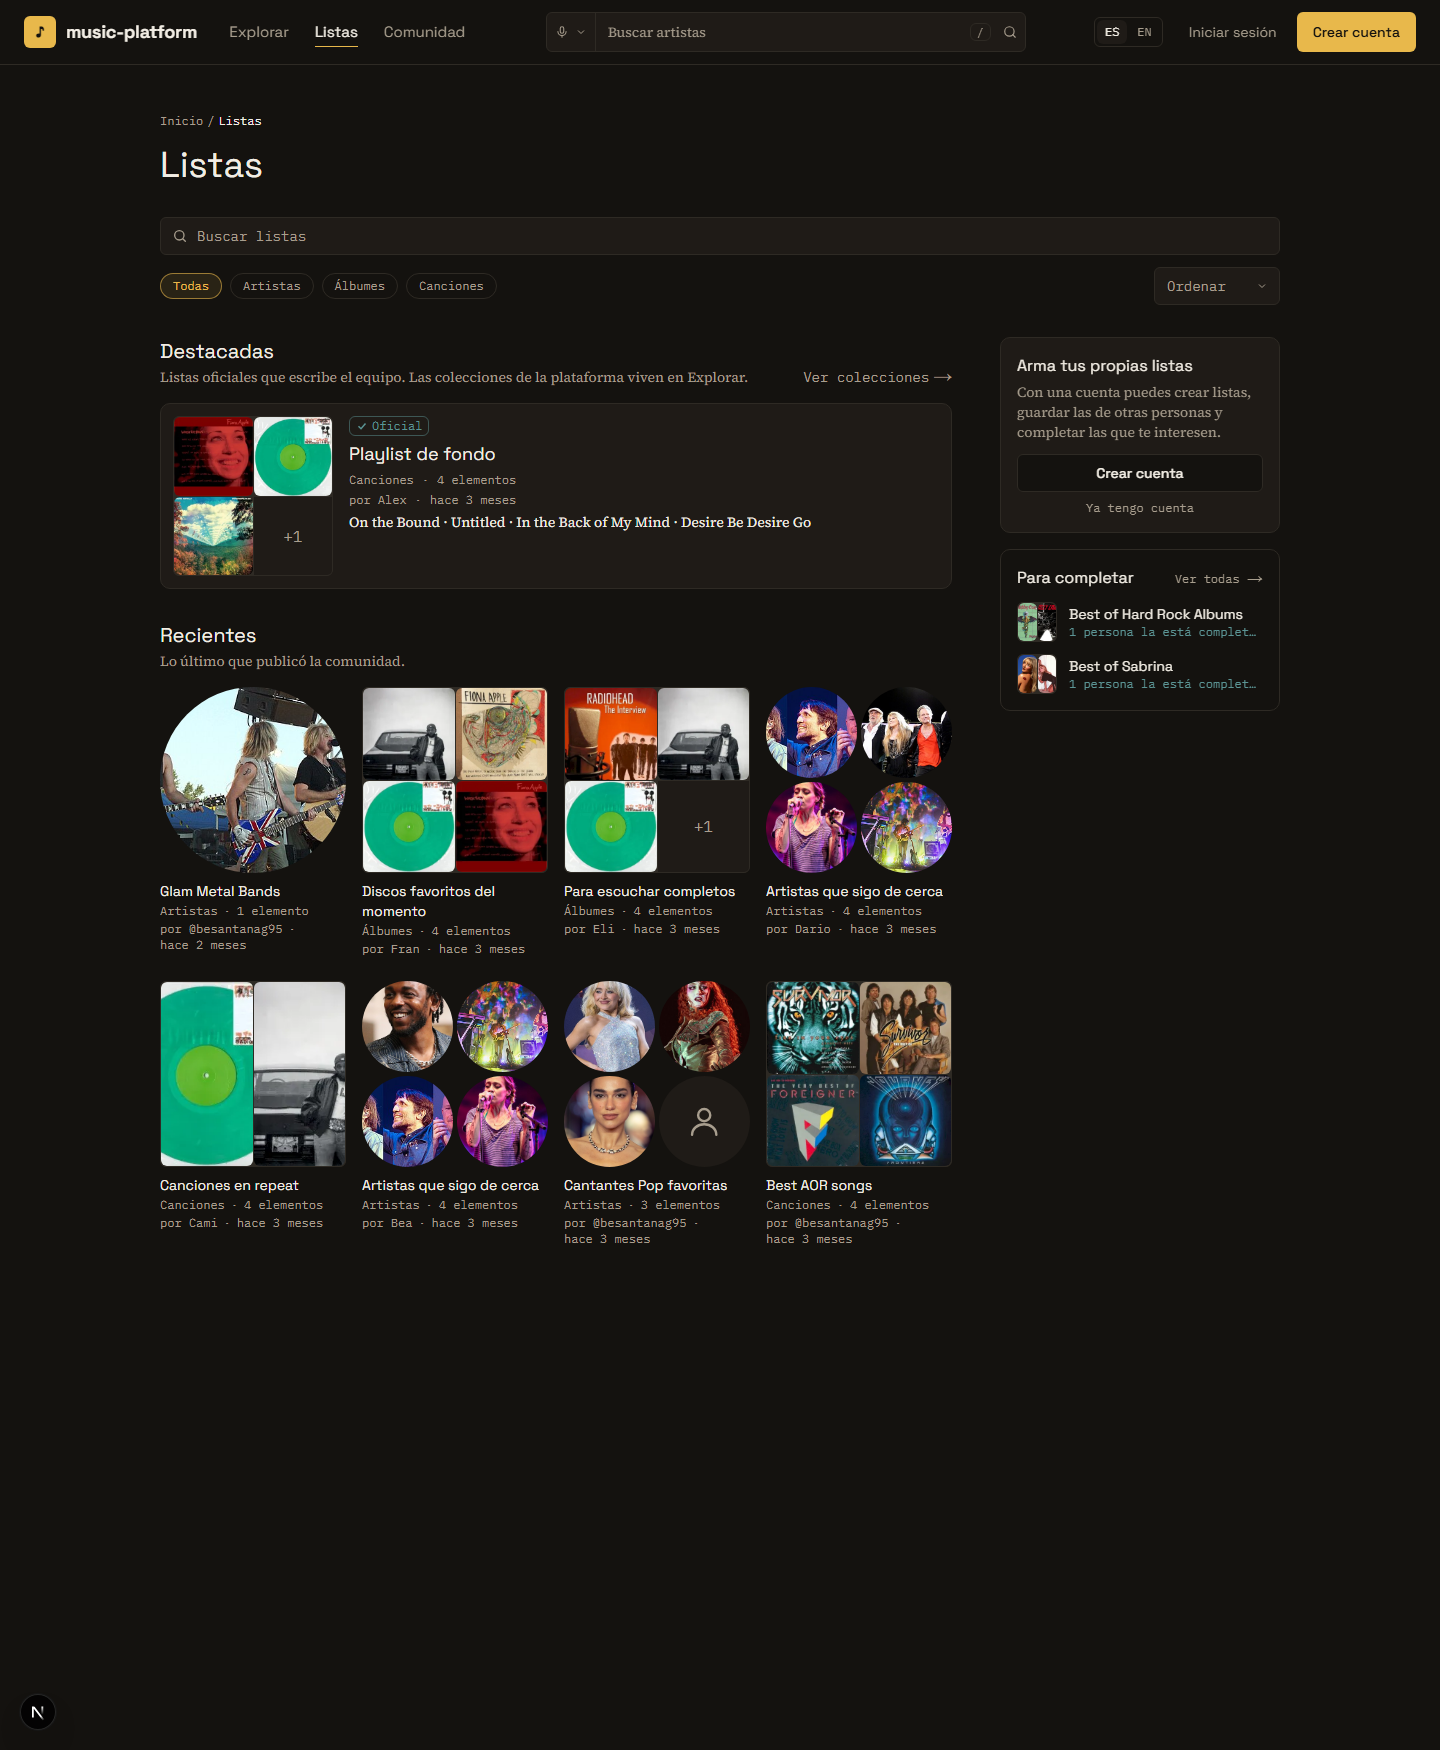 music-platform
Explorar
Listas
Comunidad
Buscar artistas
/
ES
EN
Iniciar sesión
Crear cuenta
Inicio / Listas
Listas
Buscar listas
Todas
Artistas
Álbumes
Canciones
Ordenar
Destacadas
Listas oficiales que escribe el equipo. Las colecciones de la plataforma viven en Explorar.
Ver colecciones →
Fiona Apple
+1
✓ Oficial
Playlist de fondo
Canciones · 4 elementos
por Alex · hace 3 meses
On the Bound · Untitled · In the Back of My Mind · Desire Be Desire Go
Arma tus propias listas
Con una cuenta puedes crear listas,
guardar las de otras personas y
completar las que te interesen.
Crear cuenta
Ya tengo cuenta
Para completar
Ver todas →
Best of Hard Rock Albums
1 persona la está complet…
Best of Sabrina
1 persona la está complet…
Recientes
Lo último que publicó la comunidad.
FIONA APPLE
Fiona Apple
RADIOHEAD
The Interview
+1
Glam Metal Bands
Artistas · 1 elemento
por @besantanag95 ·
hace 2 meses
Discos favoritos del
momento
Álbumes · 4 elementos
por Fran · hace 3 meses
Para escuchar completos
Álbumes · 4 elementos
por Eli · hace 3 meses
Artistas que sigo de cerca
Artistas · 4 elementos
por Dario · hace 3 meses
SURVIVOR
Survivor
THE VERY BEST OF
FOREIGNER
FRONTIERS
Canciones en repeat
Canciones · 4 elementos
por Cami · hace 3 meses
Artistas que sigo de cerca
Artistas · 4 elementos
por Bea · hace 3 meses
Cantantes Pop favoritas
Artistas · 3 elementos
por @besantanag95 ·
hace 3 meses
Best AOR songs
Canciones · 4 elementos
por @besantanag95 ·
hace 3 meses
N